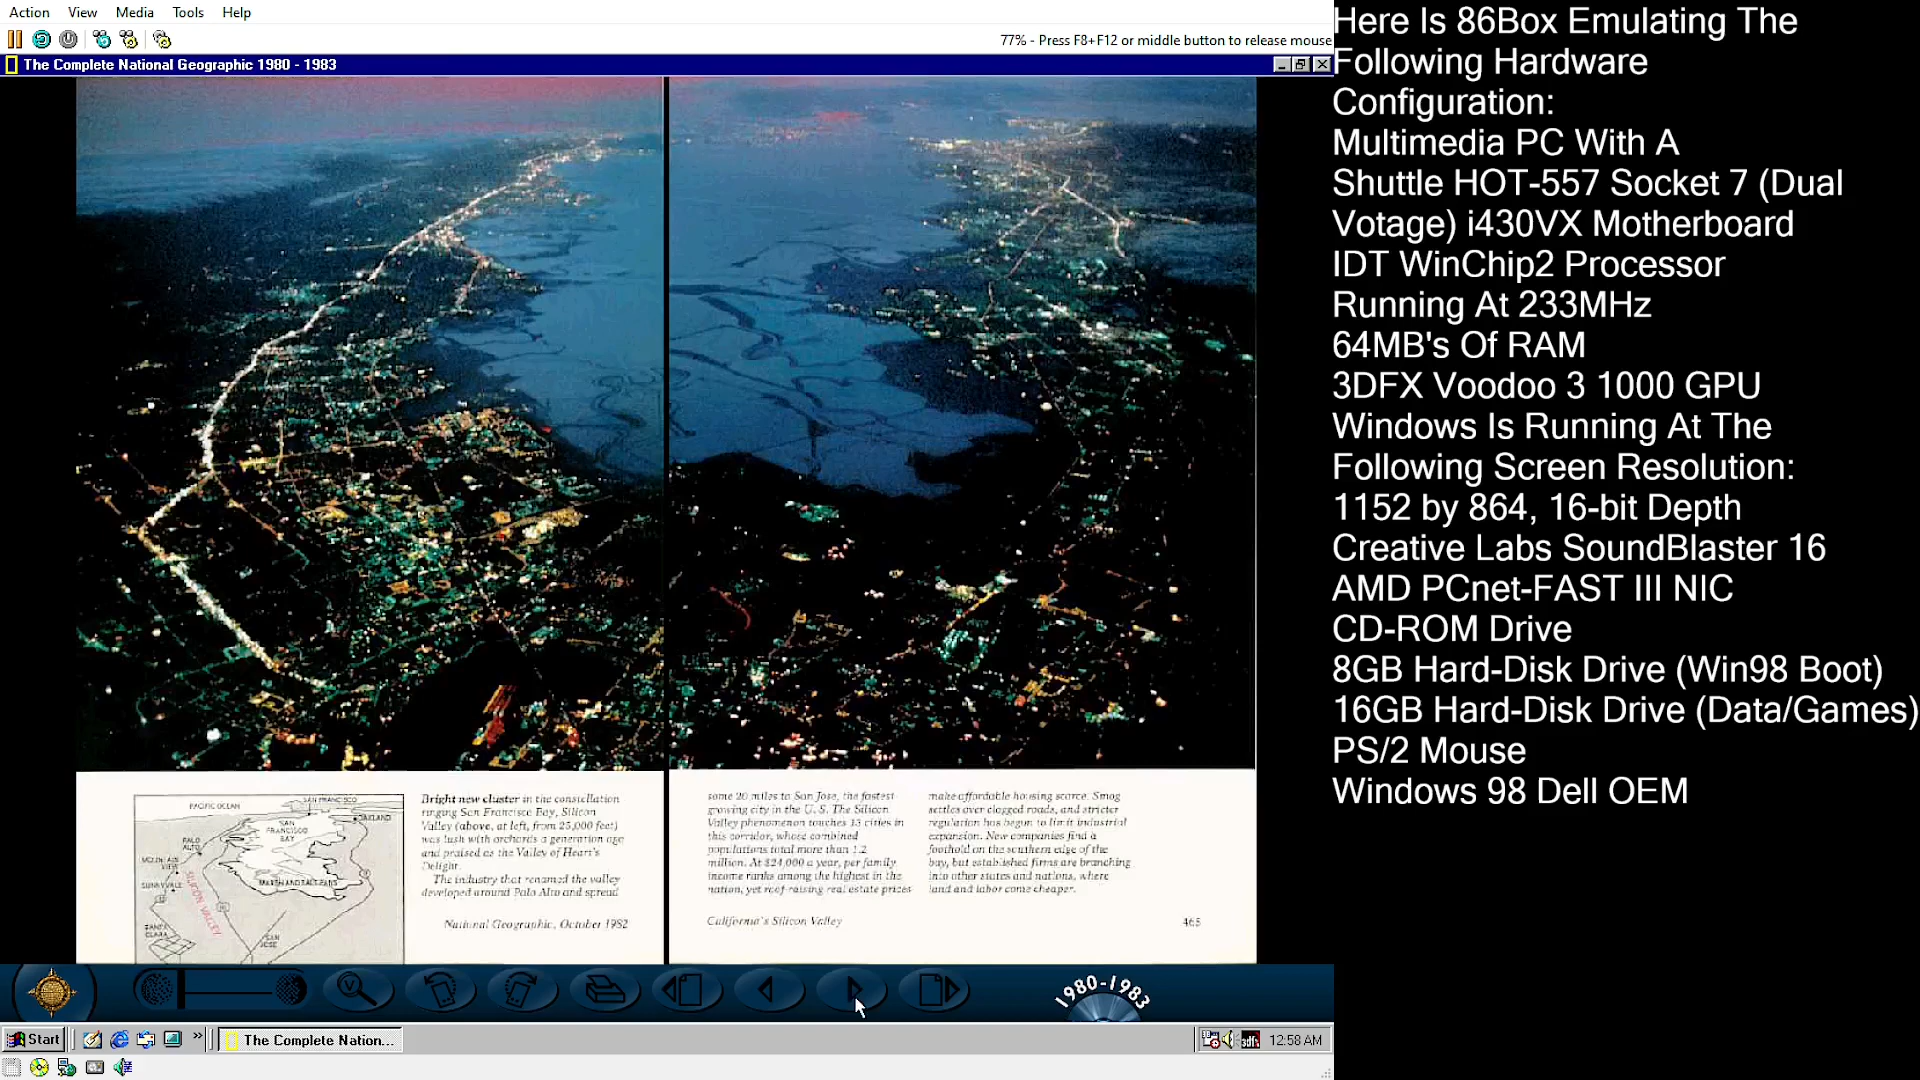 Action View Media Tools Help
77% - Press F8+F12 or middle button to release mouse
The Complete National Geographic 1980 - 1983
PACIFIC OCEAN
SAN FRANCISCO
OAKLAND
SAN
FRANCISCO
BAY
PALO
ALTO
MOUNTAIN
VIEW
SUNNYVALE
MARSH AND SALT PANS
SILICON VALLEY
SANTA
CLARA
SAN
JOSE
Bright new cluster in the constellation
ringing San Francisco Bay, Silicon
Valley (above, at left, from 25,000 feet)
was lush with orchards a generation ago
and praised as the Valley of Heart's
Delight.
The industry that renamed the valley
developed around Palo Alto and spread
National Geographic, October 1982
some 20 miles to San Jose, the fastest
growing city in the U. S. The Silicon
Valley phenomenon touches 13 cities in
this corridor, whose combined
populations total more than 1.2
million. At $24,000 a year, per family
income ranks among the highest in the
nation, yet roof-raising real estate prices
make affordable housing scarce. Smog
settles over clogged roads, and stricter
regulation has begun to limit industrial
expansion. New companies find a
foothold on the southern edge of the
bay, but established firms are branching
into other states and nations, where
land and labor come cheaper.
California's Silicon Valley
465
V
1980-1983
Start
The Complete Nation...
3dfx
12:58 AM
Here Is 86Box Emulating The
Following Hardware
Configuration:
Multimedia PC With A
Shuttle HOT-557 Socket 7 (Dual
Votage) i430VX Motherboard
IDT WinChip2 Processor
Running At 233MHz
64MB's Of RAM
3DFX Voodoo 3 1000 GPU
Windows Is Running At The
Following Screen Resolution:
1152 by 864, 16-bit Depth
Creative Labs SoundBlaster 16
AMD PCnet-FAST III NIC
CD-ROM Drive
8GB Hard-Disk Drive (Win98 Boot)
16GB Hard-Disk Drive (Data/Games)
PS/2 Mouse
Windows 98 Dell OEM